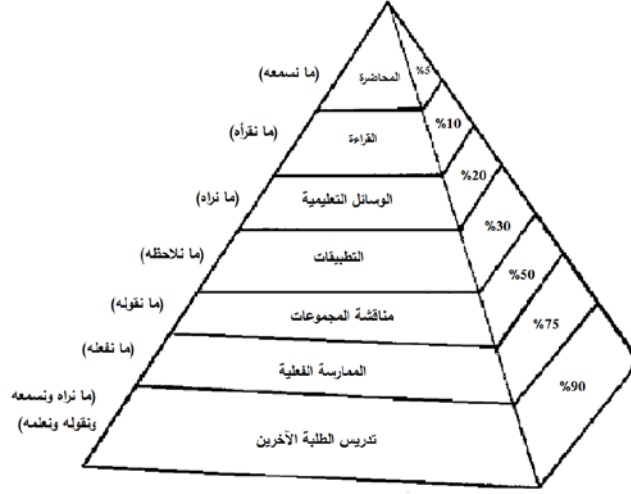 (ما نسمعه) المحاضرة %5
(ما نقرأه) القراءة %10
(ما نراه) الوسائل التعليمية %20
(ما نلاحظه) التطبيقات %30
(ما نقوله) مناقشة المجموعات %50
(ما نفعله) الممارسة الفعلية %75
(ما نراه ونسمعه
ونقوله ونعلمه) تدريس الطلبة الآخرين %90